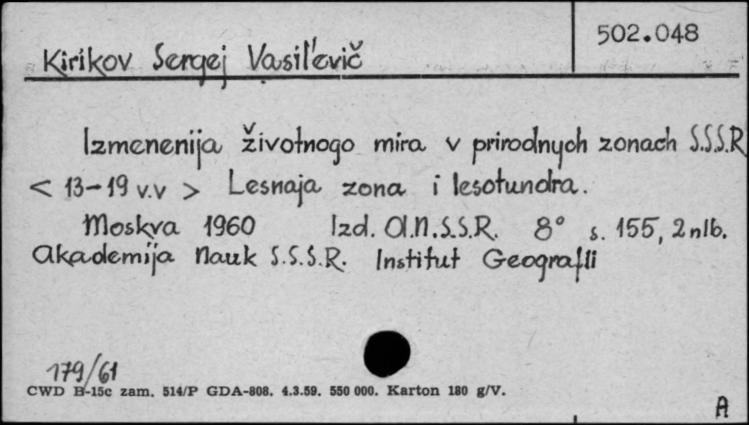 502.048
Kirikov Sergej Vasil'evič
Izmenenija životnogo mira v prirodnych zonach S.S.S.R
< 13-19 v.v > Lesnaja zona i lesotundra.
Moskva 1960 Izd. A.N.S.S.R. 8° s. 155, 2 nlb.
Akademija Nauk S.S.S.R. Institut Geografii
179/61
CWD B-15c zam. 514/P GDA-808. 4.3.59. 550 000. Karton 180 g/V.
A